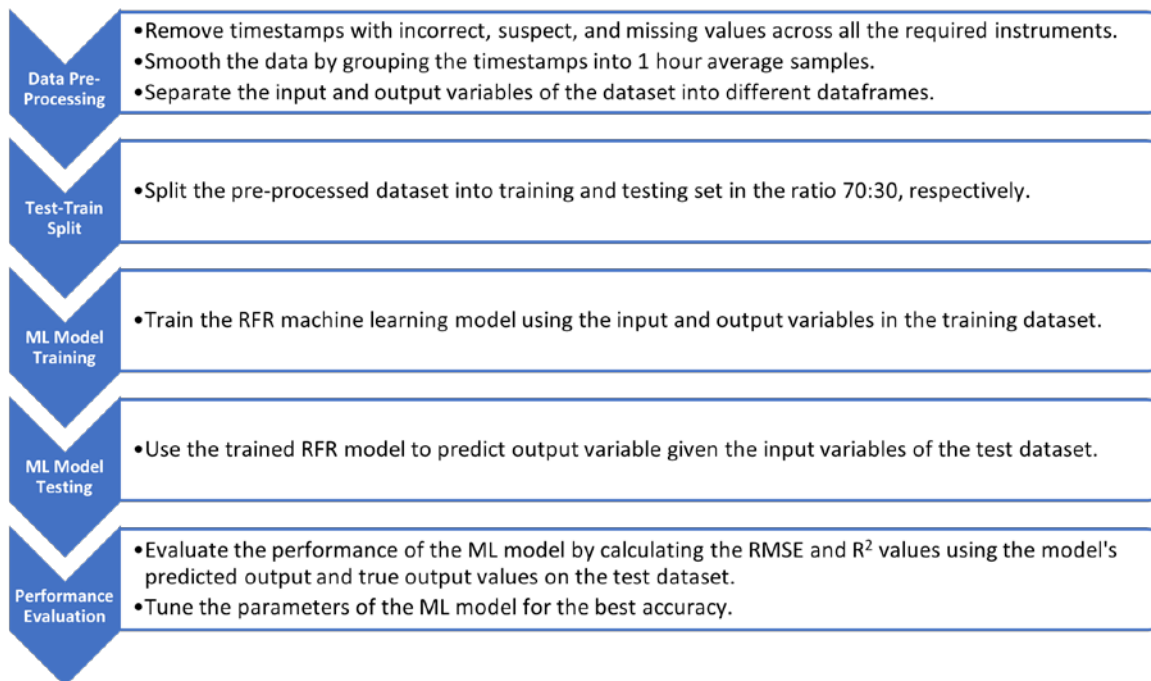 Data Pre-
Processing
•Remove timestamps with incorrect, suspect, and missing values across all the required instruments.
•Smooth the data by grouping the timestamps into 1 hour average samples.
•Separate the input and output variables of the dataset into different dataframes.
Test-Train
Split
•Split the pre-processed dataset into training and testing set in the ratio 70:30, respectively.
ML Model
Training
•Train the RFR machine learning model using the input and output variables in the training dataset.
ML Model
Testing
•Use the trained RFR model to predict output variable given the input variables of the test dataset.
Performance
Evaluation
•Evaluate the performance of the ML model by calculating the RMSE and R² values using the model's
predicted output and true output values on the test dataset.
•Tune the parameters of the ML model for the best accuracy.